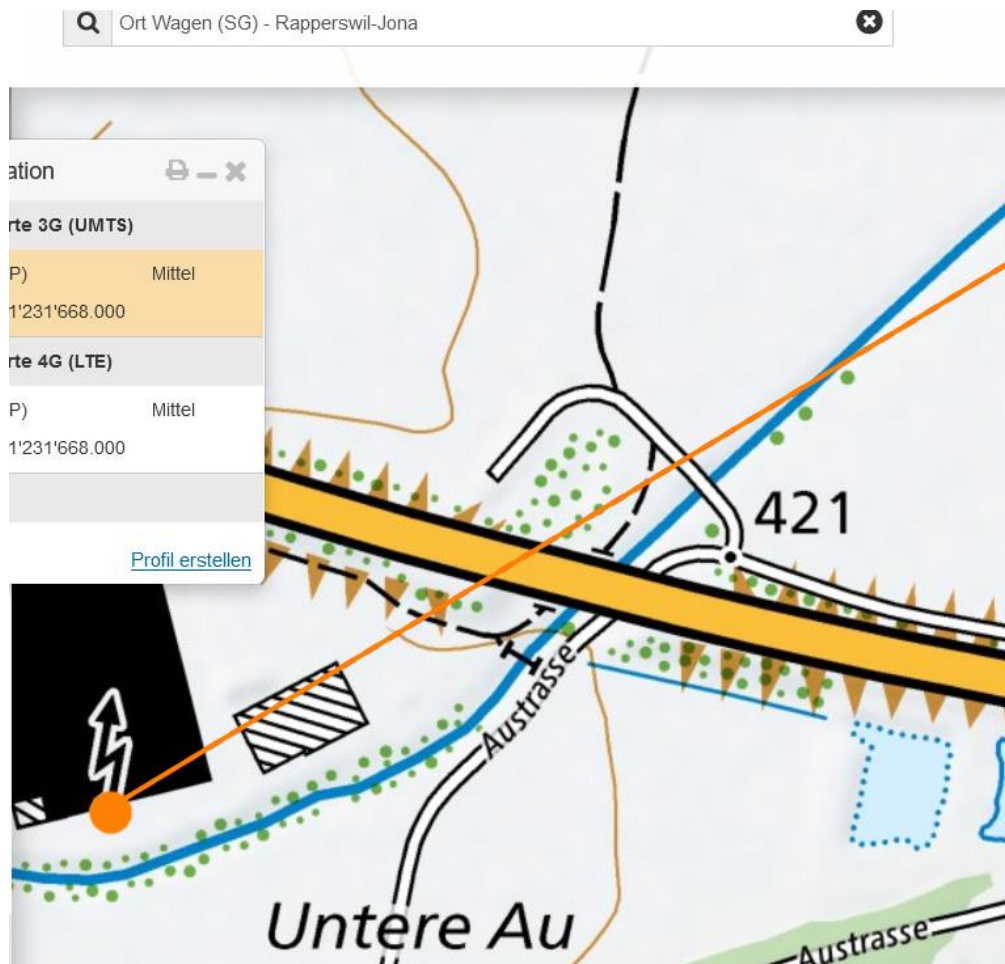 Ort Wagen (SG) - Rapperswil-Jona
ation
rte 3G (UMTS)
P) Mittel
1'231'668.000
rte 4G (LTE)
P) Mittel
1'231'668.000
Profil erstellen
421
Austrasse
Untere Au
Austrasse